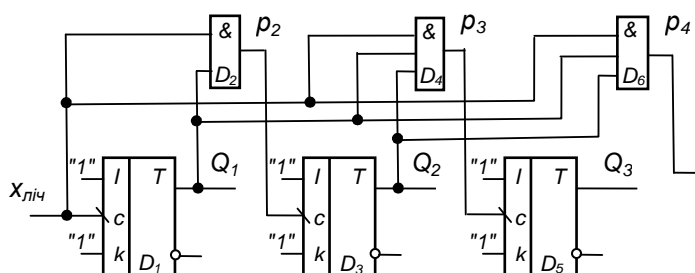 & p₂ & p₃ & p₄
D₂ D₄ D₆
"1" I T Q₁ "1" I T Q₂ "1" I T Q₃
xліч c c c
"1" k D₁ "1" k D₃ "1" k D₅